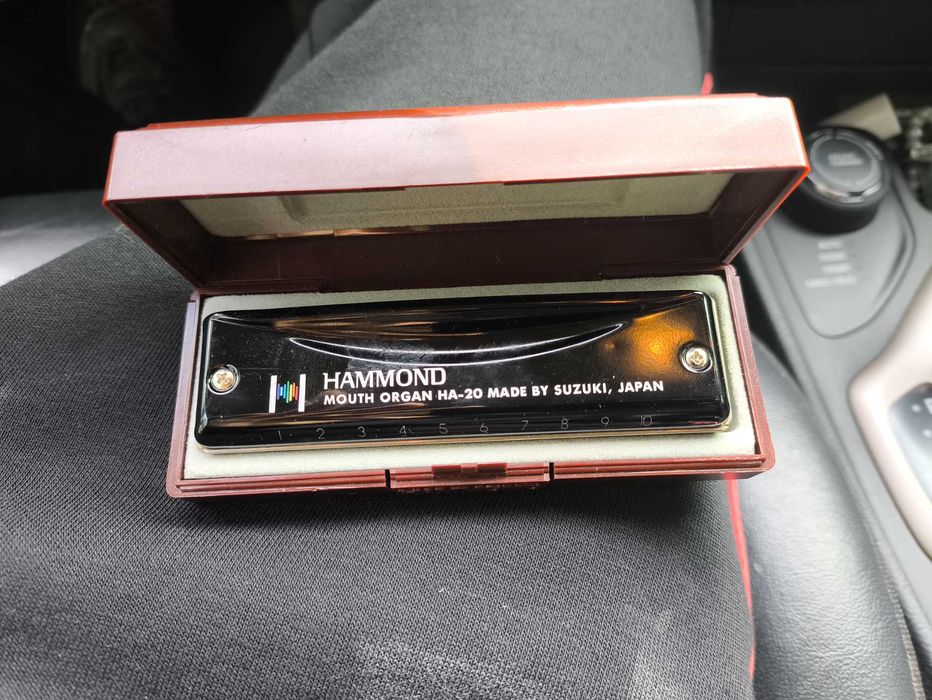 HAMMOND
MOUTH ORGAN HA-20 MADE BY SUZUKI, JAPAN
1 2 3 4 5 6 7 8 9 10